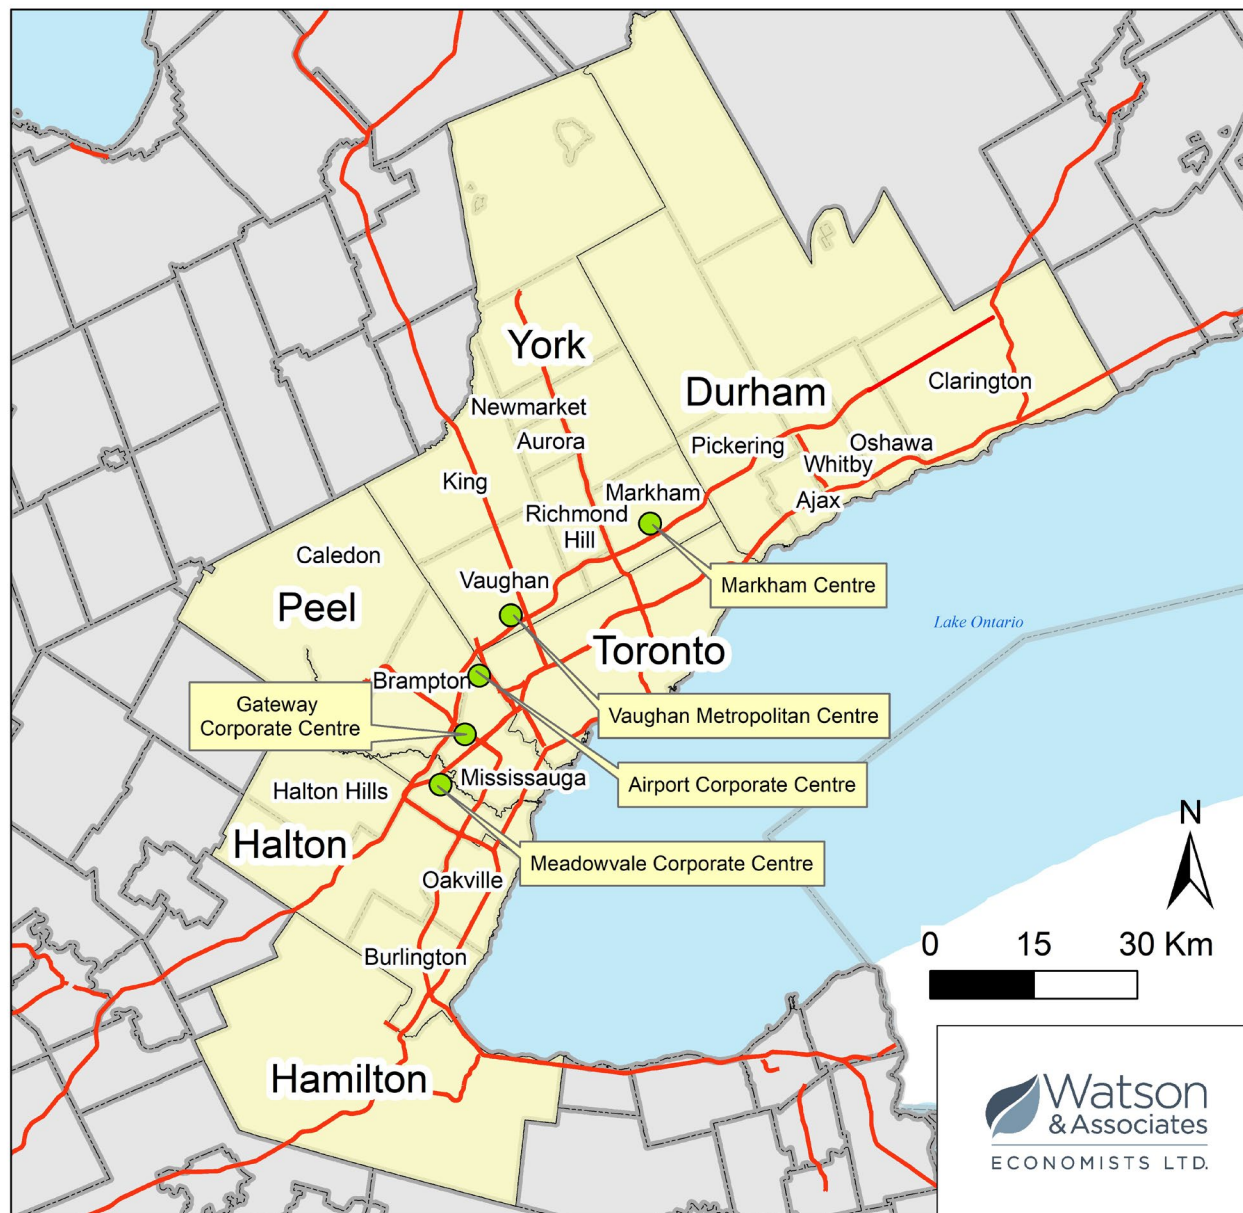 York
Durham
Clarington
Newmarket
Aurora
Pickering
Oshawa
Whitby
King
Markham
Ajax
Richmond
Hill
Caledon
Vaughan
Markham Centre
Peel
Lake Ontario
Toronto
Brampton
Gateway
Corporate Centre
Vaughan Metropolitan Centre
Mississauga
Airport Corporate Centre
Halton Hills
N
Halton
Meadowvale Corporate Centre
Oakville
0 15 30 Km
Burlington
Hamilton
Watson
& Associates
ECONOMISTS LTD.